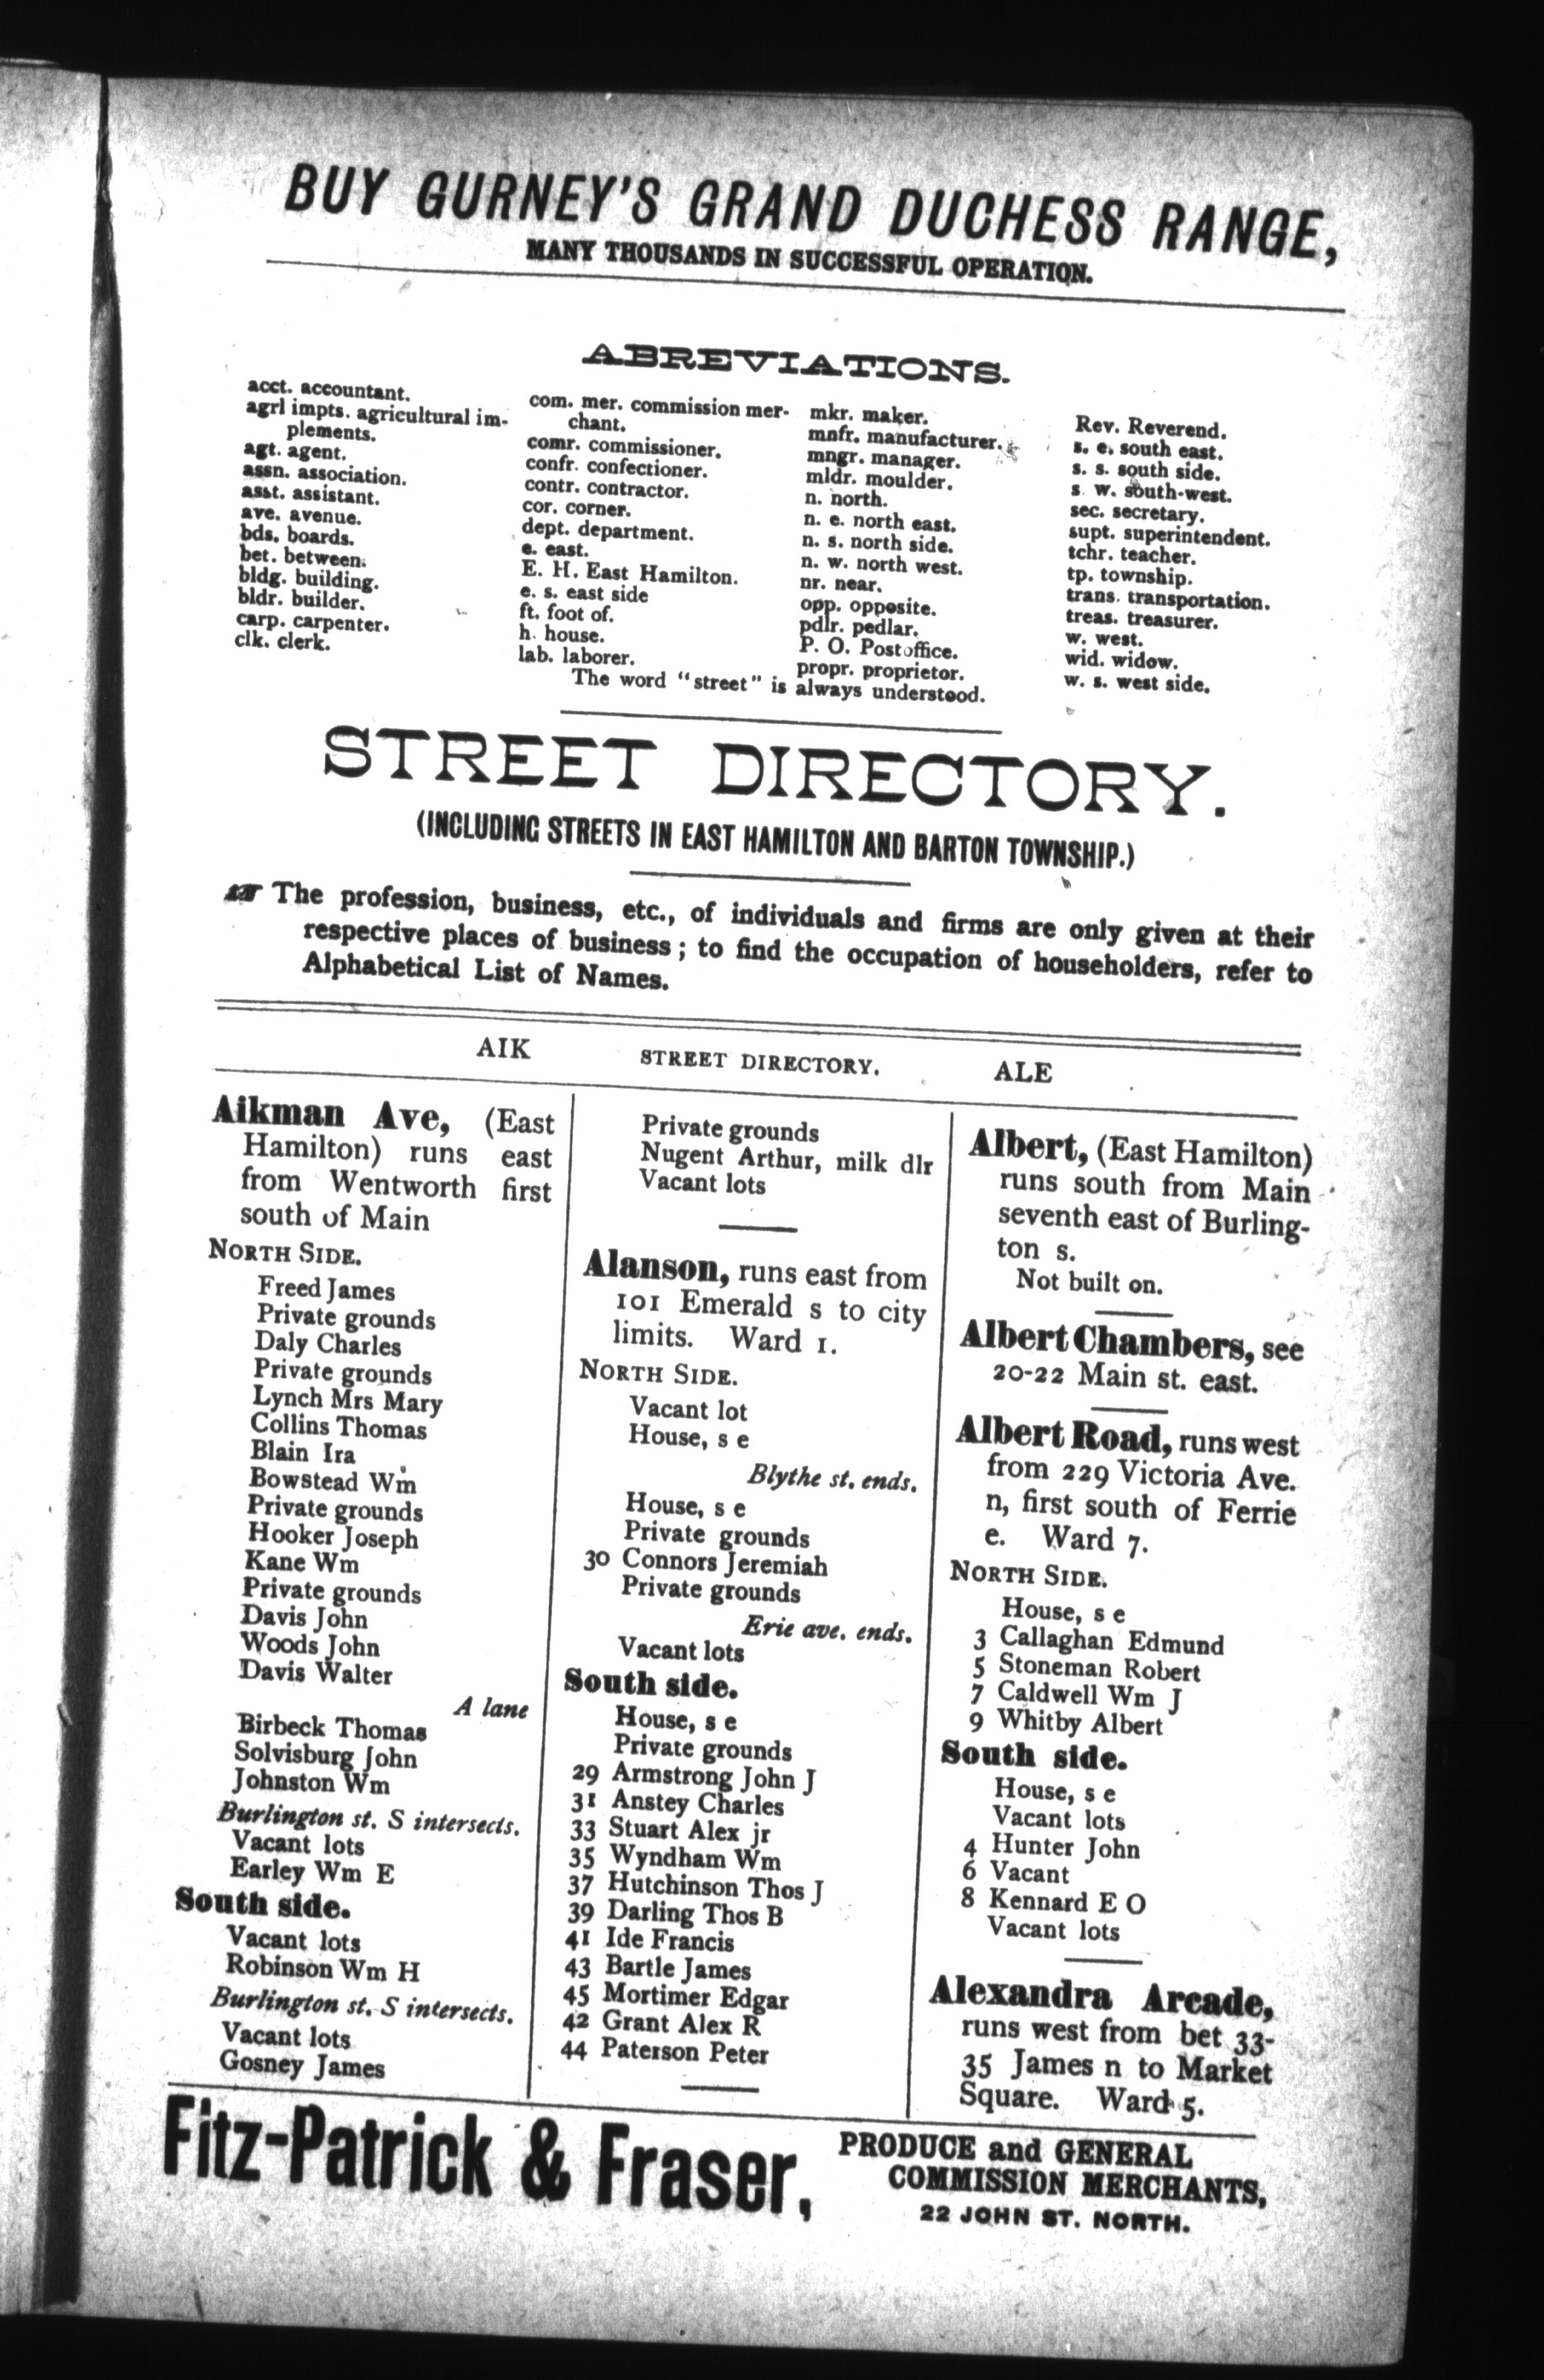 BUY GURNEY'S GRAND DUCHESS RANGE,
MANY THOUSANDS IN SUCCESSFUL OPERATION.
ABREVIATIONS.
acct. accountant.
agrl impts. agricultural im-
plements.
agt. agent.
assn. association.
asst. assistant.
ave. avenue.
bds. boards.
bet. between.
bldg. building.
bldr. builder.
carp. carpenter.
clk. clerk.
com. mer. commission mer-
chant.
comr. commissioner.
confr. confectioner.
contr. contractor.
cor. corner.
dept. department.
e. east.
E. H. East Hamilton.
e. s. east side
ft. foot of.
h. house.
lab. laborer.
mkr. maker.
mnfr. manufacturer.
mngr. manager.
mldr. moulder.
n. north.
n. e. north east.
n. s. north side.
n. w. north west.
nr. near.
opp. opposite.
pdlr. pedlar.
P. O. Postoffice.
propr. proprietor.
Rev. Reverend.
s. e. south east.
s. s. south side.
s w. south-west.
sec. secretary.
supt. superintendent.
tchr. teacher.
tp. township.
trans. transportation.
treas. treasurer.
w. west.
wid. widow.
w. s. west side.
The word "street" is always understood.
STREET DIRECTORY.
(INCLUDING STREETS IN EAST HAMILTON AND BARTON TOWNSHIP.)
☞ The profession, business, etc., of individuals and firms are only given at their
respective places of business; to find the occupation of householders, refer to
Alphabetical List of Names.
AIK STREET DIRECTORY. ALE
Aikman Ave, (East
Hamilton) runs east
from Wentworth first
south of Main
NORTH SIDE.
Freed James
Private grounds
Daly Charles
Private grounds
Lynch Mrs Mary
Collins Thomas
Blain Ira
Bowstead Wm
Private grounds
Hooker Joseph
Kane Wm
Private grounds
Davis John
Woods John
Davis Walter
A lane
Birbeck Thomas
Solvisburg John
Johnston Wm
Burlington st. S intersects.
Vacant lots
Earley Wm E
South side.
Vacant lots
Robinson Wm H
Burlington st. S intersects.
Vacant lots
Gosney James
Private grounds
Nugent Arthur, milk dlr
Vacant lots
Alanson, runs east from
101 Emerald s to city
limits. Ward 1.
NORTH SIDE.
Vacant lot
House, s e
Blythe st. ends.
House, s e
Private grounds
30 Connors Jeremiah
Private grounds
Erie ave. ends.
Vacant lots
South side.
House, s e
Private grounds
29 Armstrong John J
31 Anstey Charles
33 Stuart Alex jr
35 Wyndham Wm
37 Hutchinson Thos J
39 Darling Thos B
41 Ide Francis
43 Bartle James
45 Mortimer Edgar
42 Grant Alex R
44 Paterson Peter
Albert, (East Hamilton)
runs south from Main
seventh east of Burling-
ton s.
Not built on.
Albert Chambers, see
20-22 Main st. east.
Albert Road, runs west
from 229 Victoria Ave.
n, first south of Ferrie
e. Ward 7.
NORTH SIDE.
House, s e
3 Callaghan Edmund
5 Stoneman Robert
7 Caldwell Wm J
9 Whitby Albert
South side.
House, s e
Vacant lots
4 Hunter John
6 Vacant
8 Kennard E O
Vacant lots
Alexandra Arcade,
runs west from bet 33-
35 James n to Market
Square. Ward 5.
Fitz-Patrick & Fraser,
PRODUCE and GENERAL
COMMISSION MERCHANTS,
22 JOHN ST. NORTH.